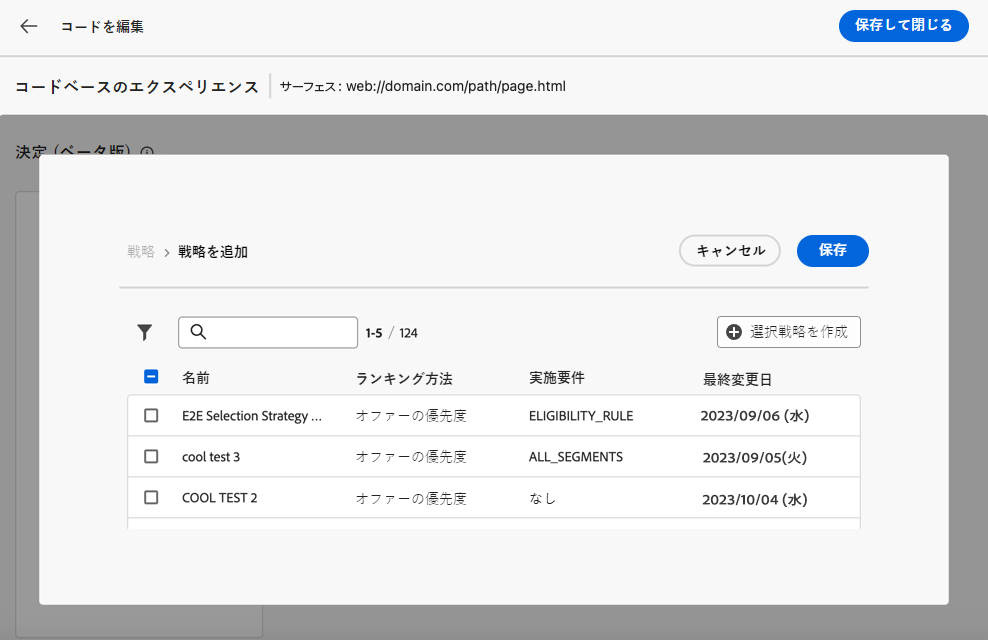 コードを編集
保存して閉じる
コードベースのエクスペリエンス
サーフェス: web://domain.com/path/page.html
決定 (ベータ版)
戦略 > 戦略を追加
キャンセル
保存
1-5 / 124
選択戦略を作成
名前 ランキング方法 実施要件 最終変更日
E2E Selection Strategy ... オファーの優先度 ELIGIBILITY_RULE 2023/09/06 (水)
cool test 3 オファーの優先度 ALL_SEGMENTS 2023/09/05(火)
COOL TEST 2 オファーの優先度 なし 2023/10/04 (水)